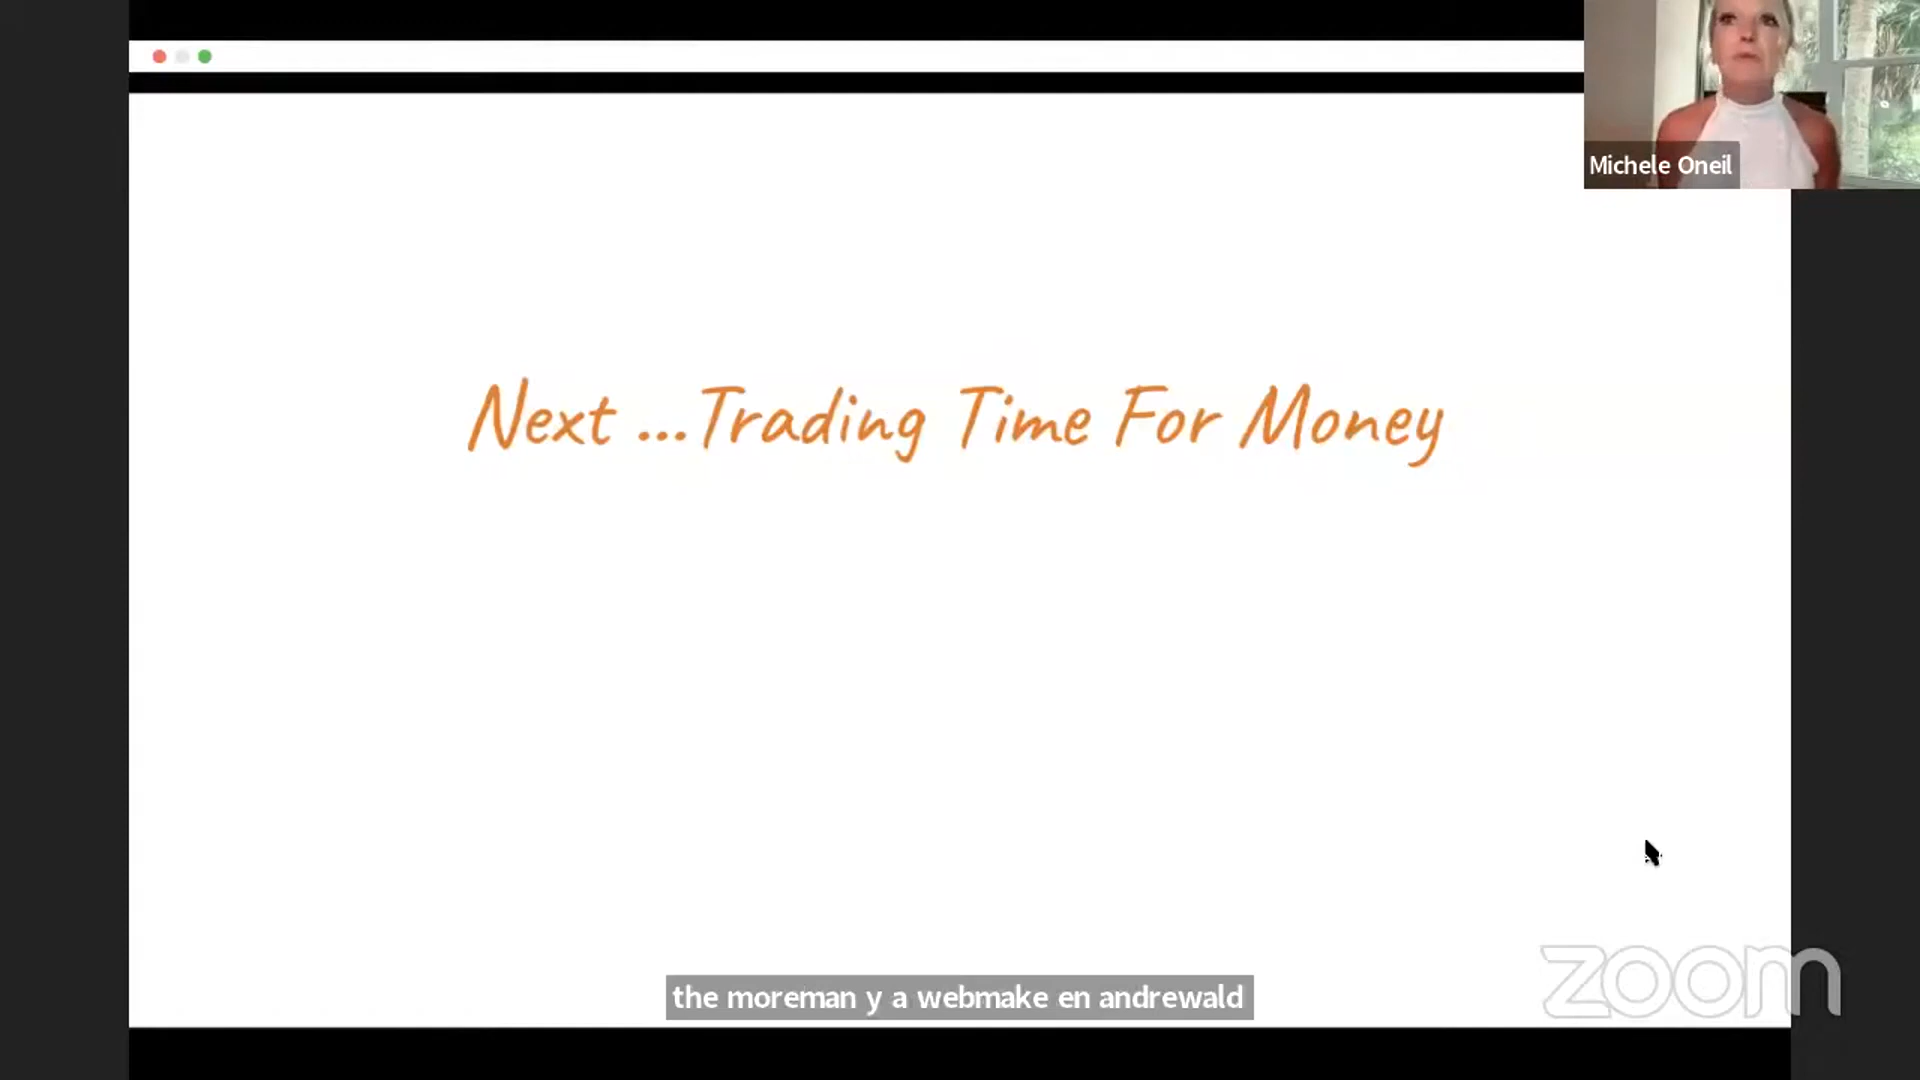 Michele Oneil
Next ...Trading Time For Money
the moreman y a webmake en andrewald
zoom